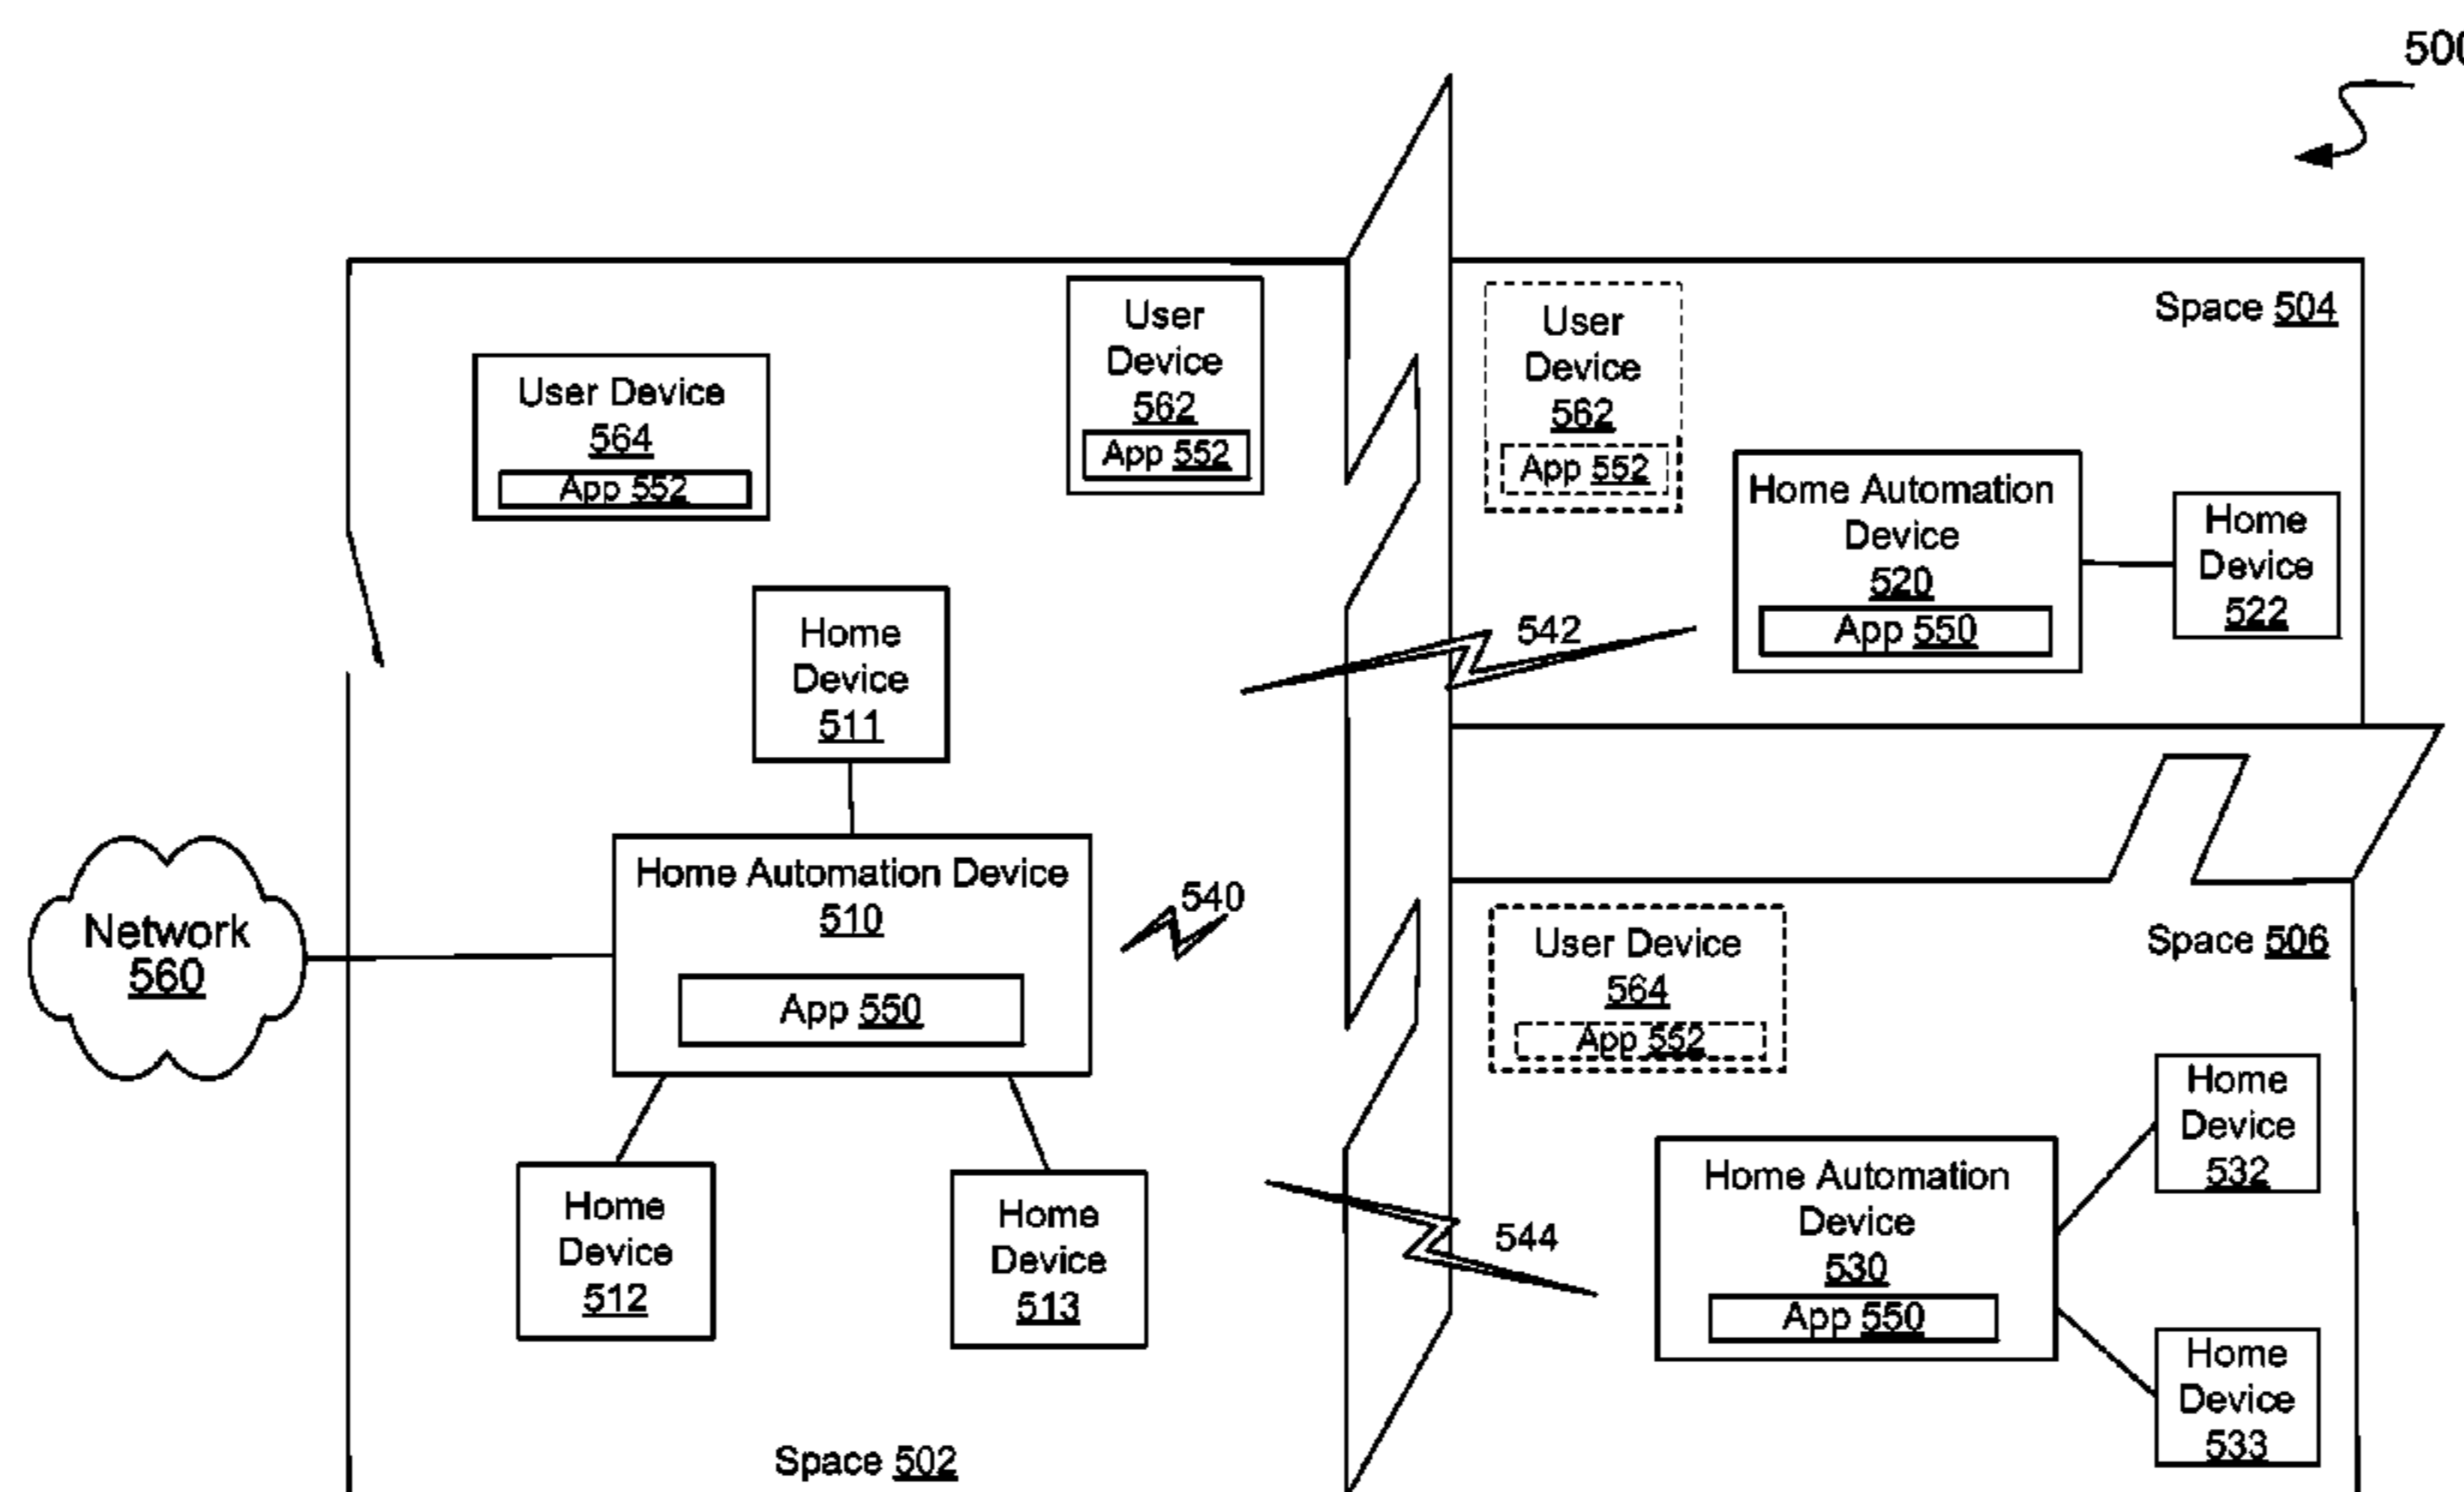 500
User
Device
562
App 552
User
Device
562
App 552
Space 504
User Device
564
App 552
Home Automation
Device
520
App 550
Home
Device
522
Home
Device
511
542
Home Automation Device
510
App 550
540
Network
560
User Device
564
App 552
Space 506
Home
Device
532
Home Automation
Device
530
App 550
544
Home
Device
512
Home
Device
513
Home
Device
533
Space 502